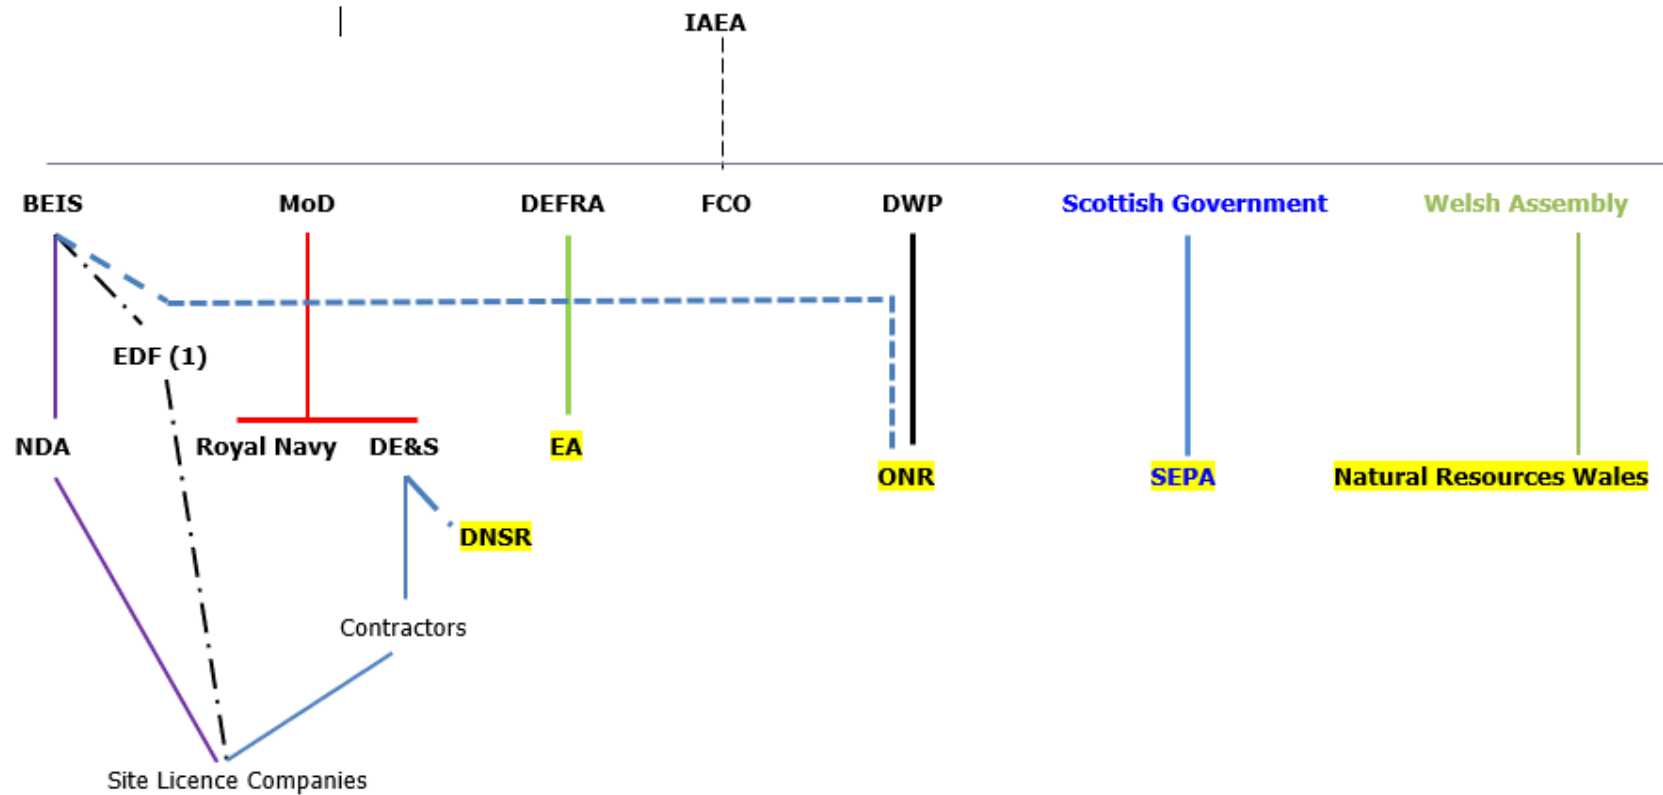 IAEA
BEIS MoD DEFRA FCO DWP Scottish Government Welsh Assembly
EDF (1)
NDA Royal Navy DE&S EA
ONR SEPA Natural Resources Wales
DNSR
Contractors
Site Licence Companies